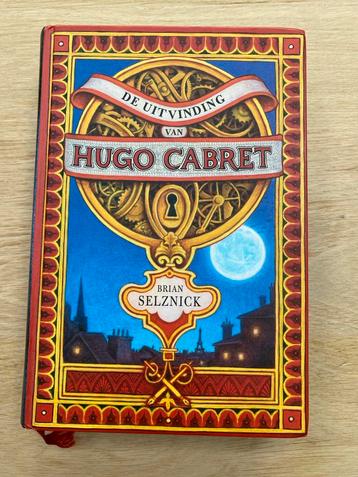 DE UITVINDING
VAN
HUGO CABRET
BRIAN
SELZNICK